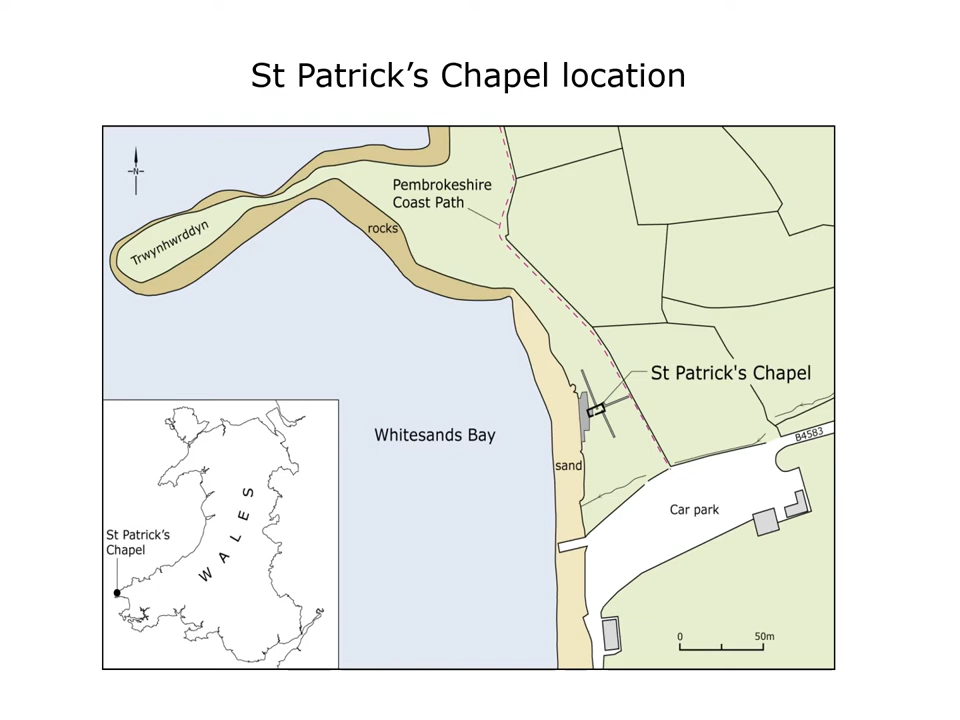 St Patrick’s Chapel location
N
Pembrokeshire
Coast Path
rocks
Trwynhwrddyn
St Patrick's Chapel
Whitesands Bay
B4583
sand
Car park
WALES
St Patrick’s
Chapel
0 50m